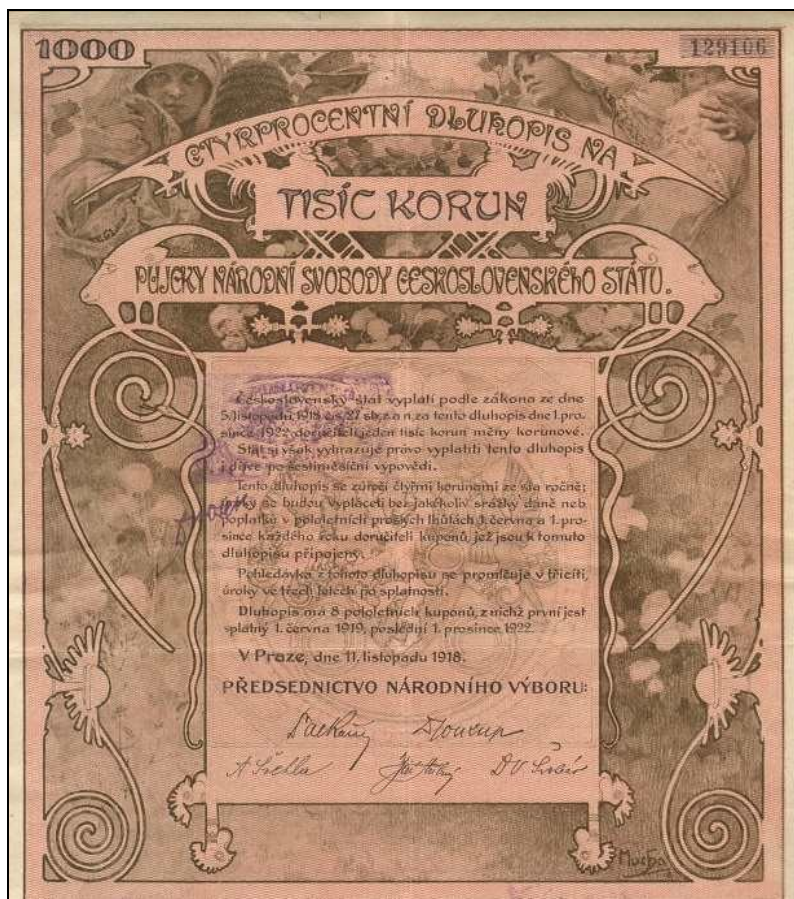 1000
129106
ČTYŘPROCENTNÍ DLUHOPIS NA
TISÍC KORUN
PUJČKY NÁRODNÍ SVOBODY ČESKOSLOVENSKÉHO STÁTU.
Československý stát vyplatí podle zákona ze dne
5. listopadu 1918 čís. 27 sb. z. a n. za tento dluhopis dne 1. pro-
since 1922 doručiteli jeden tisíc korun měny korunové.
Stát si však vyhrazuje právo vyplatiti tento dluhopis
i dříve po šestiměsíční výpovědi.
Tento dluhopis se zúročí čtyřmi korunami ze sta ročně;
úroky se budou vypláceti bez jakékoliv srážky daně neb
poplatků v pololetních prošlých lhůtách 1. června a 1. pro-
since každého roku doručiteli kuponů, jež jsou k tomuto
dluhopisu připojeny.
Pohledávka z tohoto dluhopisu se promlčuje v třiceti,
úroky ve třech letech po splatnosti.
Dluhopis má 8 pololetních kuponů, z nichž první jest
splatný 1. června 1919, poslední 1. prosince 1922.
V Praze, dne 11. listopadu 1918.
PŘEDSEDNICTVO NÁRODNÍHO VÝBORU:
A Švehla
Mucha